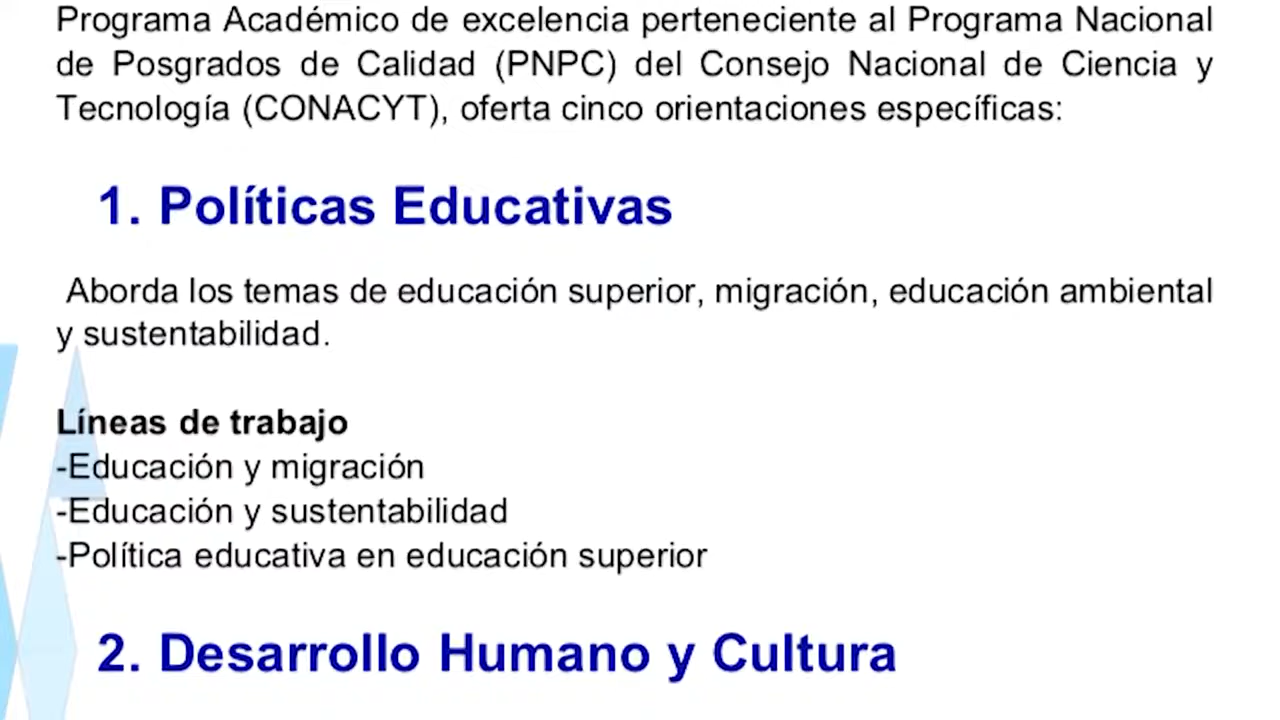 Programa Académico de excelencia perteneciente al Programa Nacional
de Posgrados de Calidad (PNPC) del Consejo Nacional de Ciencia y
Tecnología (CONACYT), oferta cinco orientaciones específicas:
1. Políticas Educativas
Aborda los temas de educación superior, migración, educación ambiental
y sustentabilidad.
Líneas de trabajo
-Educación y migración
-Educación y sustentabilidad
-Política educativa en educación superior
2. Desarrollo Humano y Cultura